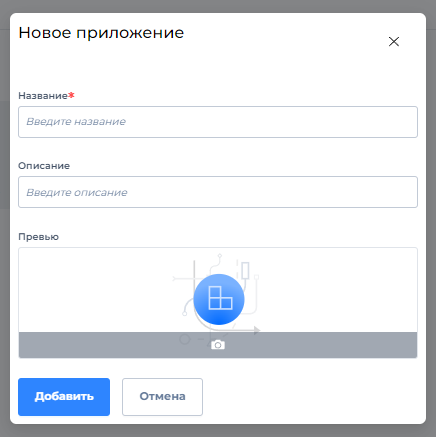 Новое приложение
Название*
Введите название
Описание
Введите описание
Превью
Добавить
Отмена